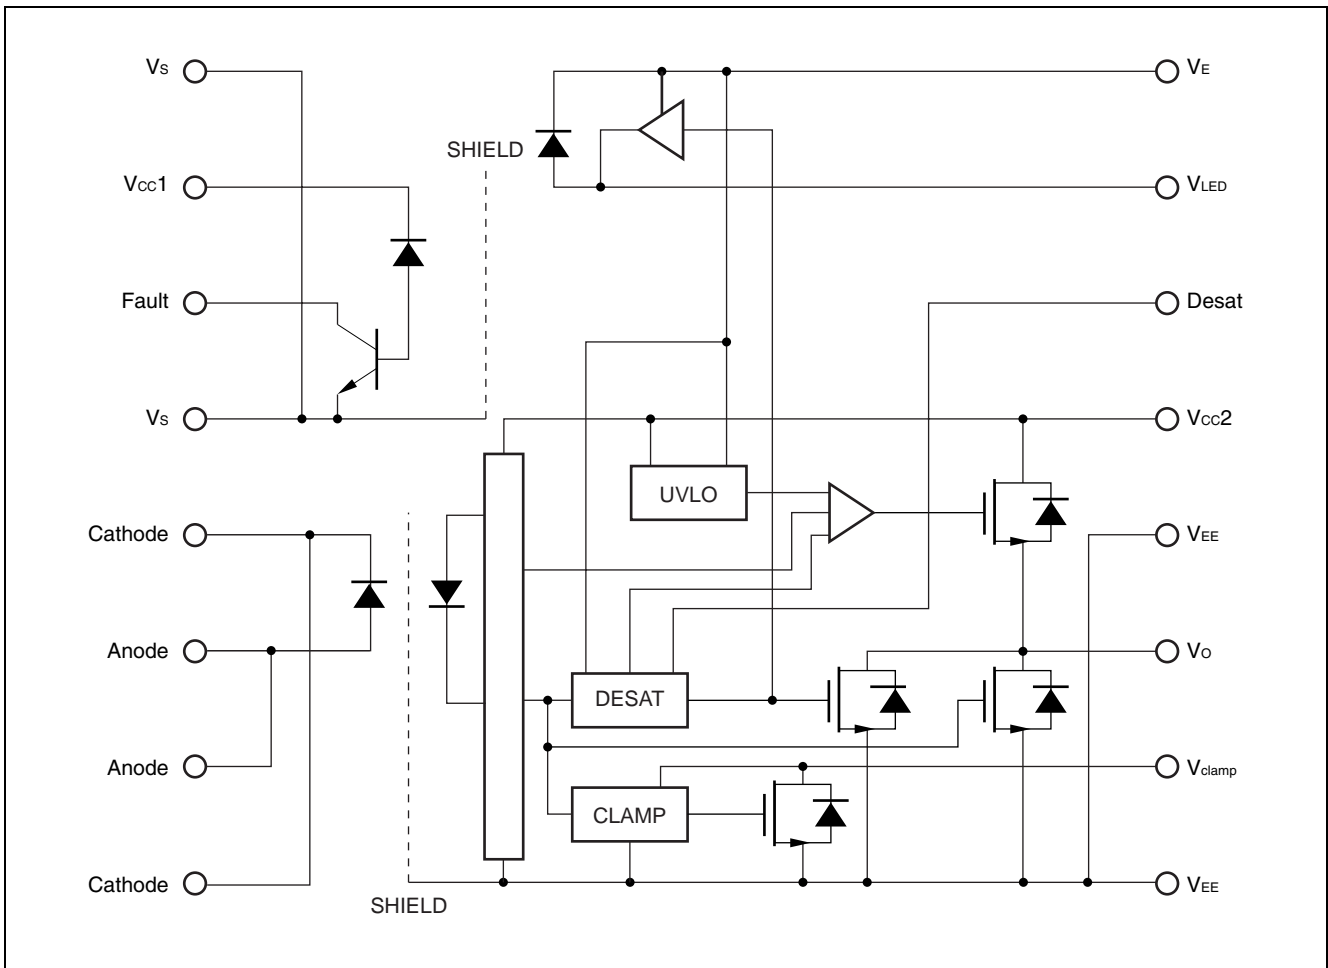 VS
VE
SHIELD
VCC1
VLED
Fault
Desat
VS
VCC2
UVLO
Cathode
VEE
Anode
VO
DESAT
Anode
Vclamp
CLAMP
Cathode
VEE
SHIELD